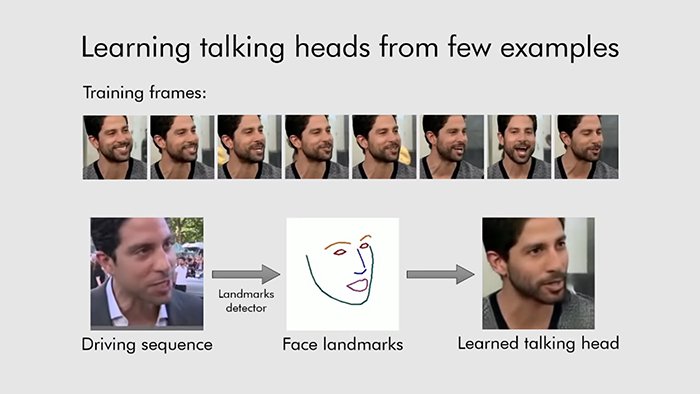 Learning talking heads from few examples
Training frames:
Landmarks
detector
Driving sequence
Face landmarks
Learned talking head